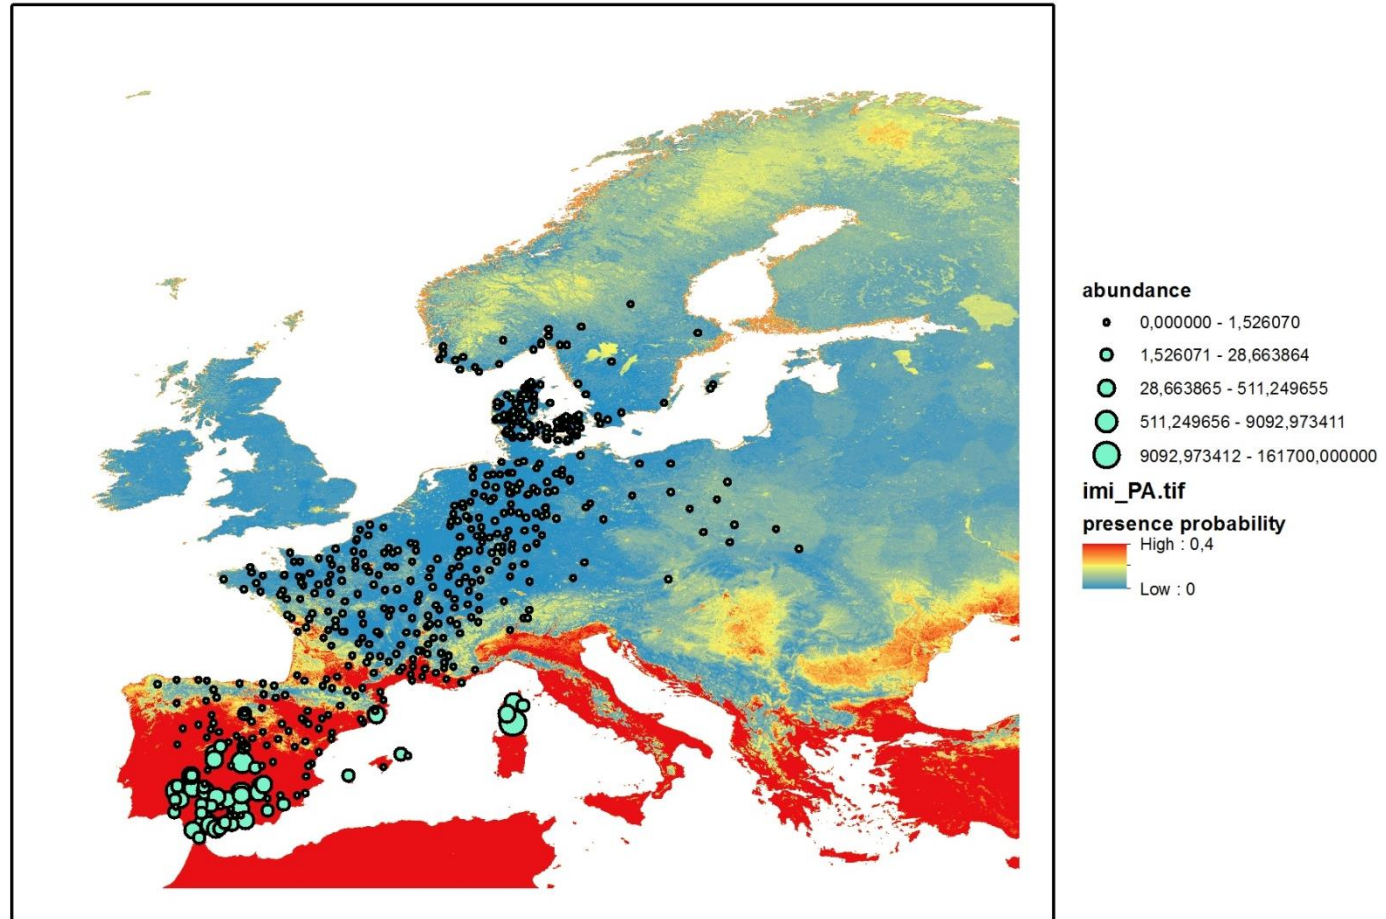 abundance
0,000000 - 1,526070
1,526071 - 28,663864
28,663865 - 511,249655
511,249656 - 9092,973411
9092,973412 - 161700,000000
imi_PA.tif
presence probability
High : 0,4
Low : 0